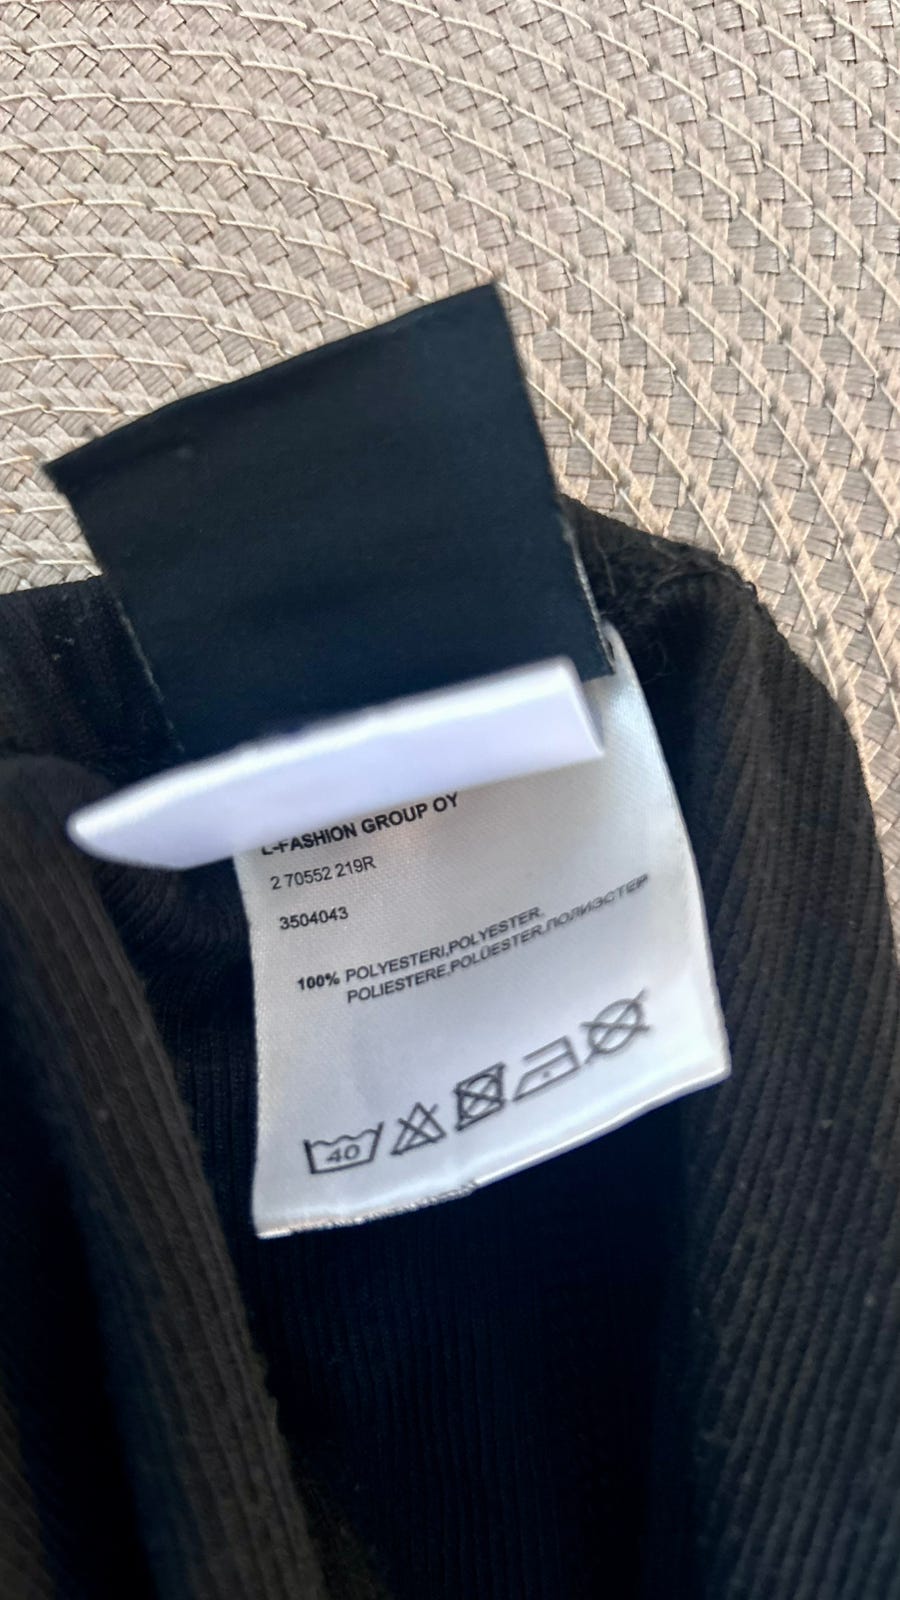 L-FASHION GROUP OY
2 70552 219R
3504043
100% POLYESTERI,POLYESTER,
POLIESTERE,POLÜESTER,ПОЛИЭСТЕР
40